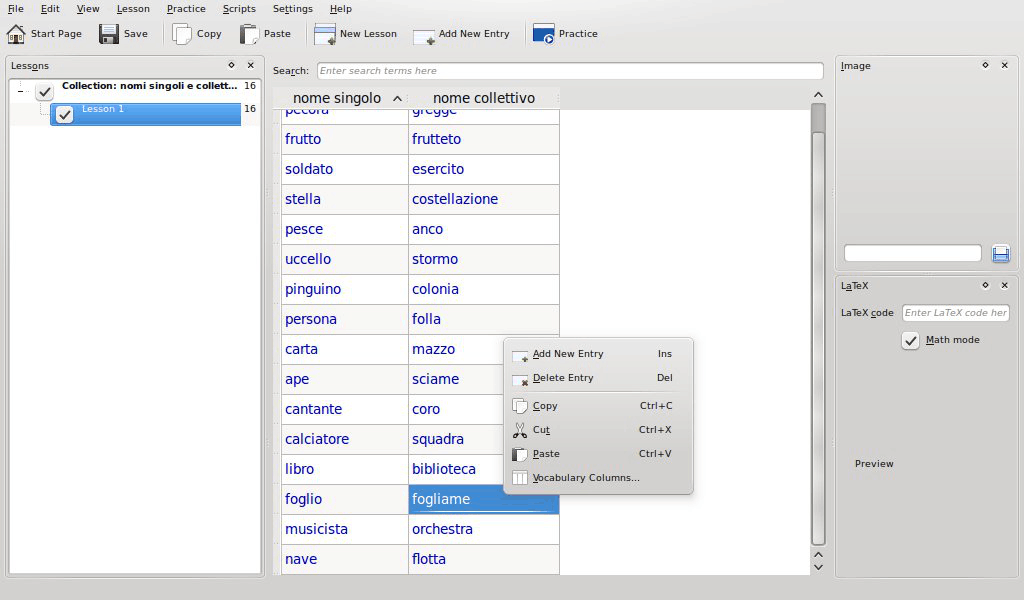 File Edit View Lesson Practice Scripts Settings Help
Start Page Save Copy Paste New Lesson Add New Entry Practice
Lessons
Collection: nomi singoli e collett... 16
Lesson 1 16
Search: Enter search terms here
nome singolo nome collettivo
pecora gregge
frutto frutteto
soldato esercito
stella costellazione
pesce anco
uccello stormo
pinguino colonia
persona folla
carta mazzo
ape sciame
cantante coro
calciatore squadra
libro biblioteca
foglio fogliame
musicista orchestra
nave flotta
Add New Entry Ins
Delete Entry Del
Copy Ctrl+C
Cut Ctrl+X
Paste Ctrl+V
Vocabulary Columns...
Image
LaTeX
LaTeX code Enter LaTeX code her
Math mode
Preview